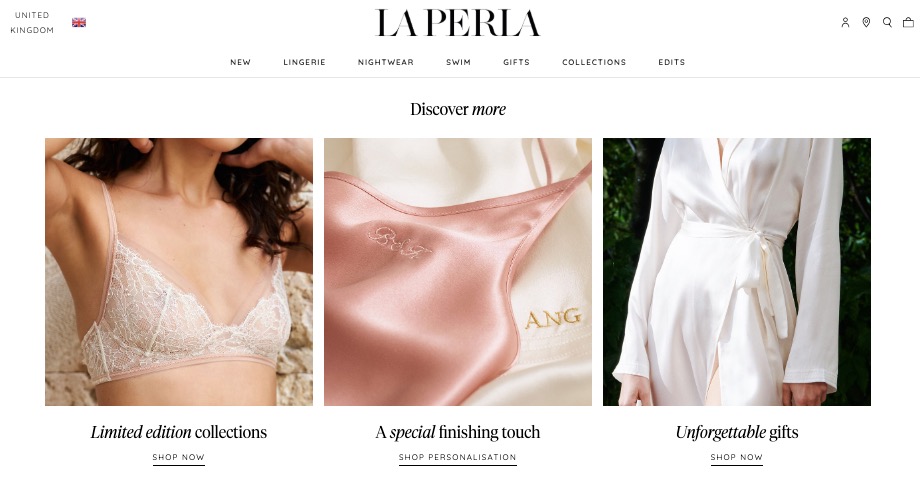 UNITED
KINGDOM
LA PERLA
NEW LINGERIE NIGHTWEAR SWIM GIFTS COLLECTIONS EDITS
Discover more
ANG
Limited edition collections
A special finishing touch
Unforgettable gifts
SHOP NOW
SHOP PERSONALISATION
SHOP NOW